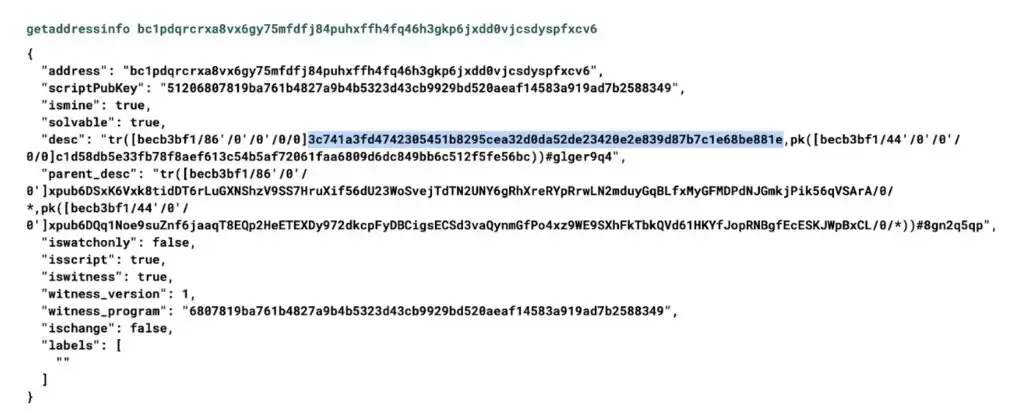 getaddressinfo bc1pdqrcrxa8vx6gy75mfdfj84puhxffh4fq46h3gkp6jxdd0vjcsdyspfxcv6
{
"address": "bc1pdqrcrxa8vx6gy75mfdfj84puhxffh4fq46h3gkp6jxdd0vjcsdyspfxcv6",
"scriptPubKey": "51206807819ba761b4827a9b4b5323d43cb9929bd520aeaf14583a919ad7b2588349",
"ismine": true,
"solvable": true,
"desc": "tr([becb3bf1/86'/0'/0'/0/0]3c741a3fd4742305451b8295cea32d0da52de23420e2e839d87b7c1e68be881e,pk([becb3bf1/44'/0'/0'/
0/0]c1d58db5e33fb78f8aef613c54b5af72061faa6809d6dc849bb6c512f5fe56bc))#glger9q4",
"parent_desc": "tr([becb3bf1/86'/0'/
0']xpub6DSxK6Vxk8tidDT6rLuGXNShzV9SS7HruXif56dU23WoSvejTdTN2UNY6gRhXreRYpRrwLN2mduyGqBLfxMyGFMDPdNJGmkjPik56qVSArA/0/
*,pk([becb3bf1/44'/0'/
0']xpub6DQq1Noe9suZnf6jaaqT8EQp2HeETEXDy972dkcpFyDBCigsECSd3vaQynmGfPo4xz9WE9SXhFkTbkQVd61HKYfJopRNBgfEcESKJWpBxCL/0/*))#8gn2q5qp",
"iswatchonly": false,
"isscript": true,
"iswitness": true,
"witness_version": 1,
"witness_program": "6807819ba761b4827a9b4b5323d43cb9929bd520aeaf14583a919ad7b2588349",
"ischange": false,
"labels": [
""
]
}